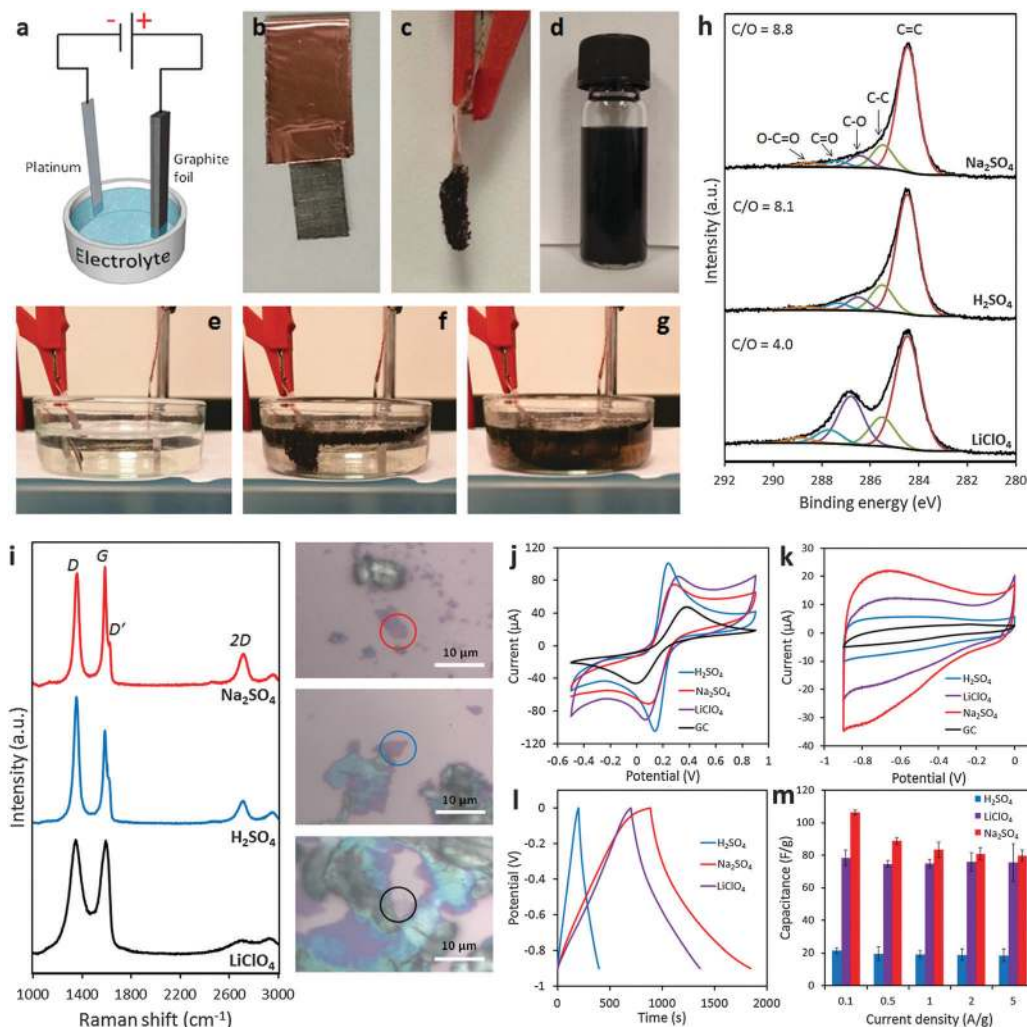 a
- +
Platinum
Graphite
foil
Electrolyte
b
c
d
e
f
g
h
C/O = 8.8
C=C
C-C
C-O
C=O
O-C=O
Na₂SO₄
C/O = 8.1
H₂SO₄
C/O = 4.0
LiClO₄
Intensity (a.u.)
292 290 288 286 284 282 280
Binding energy (eV)
i
D
G
D'
2D
Na₂SO₄
H₂SO₄
LiClO₄
Intensity (a.u.)
1000 1400 1800 2200 2600 3000
Raman shift (cm⁻¹)
10 µm
10 µm
10 µm
j
120
80
40
0
-40
-80
-120
Current (µA)
H₂SO₄
Na₂SO₄
LiClO₄
GC
-0.6 -0.4 -0.2 0 0.2 0.4 0.6 0.8 1
Potential (V)
k
30
20
10
0
-10
-20
-30
-40
Current (µA)
H₂SO₄
LiClO₄
Na₂SO₄
GC
-1 -0.8 -0.6 -0.4 -0.2 0
Potential (V)
l
0
-0.2
-0.4
-0.6
-0.8
-1
Potential (V)
H₂SO₄
Na₂SO₄
LiClO₄
0 500 1000 1500 2000
Time (s)
m
120
100
80
60
40
20
0
Capacitance (F/g)
H₂SO₄
LiClO₄
Na₂SO₄
0.1 0.5 1 2 5
Current density (A/g)